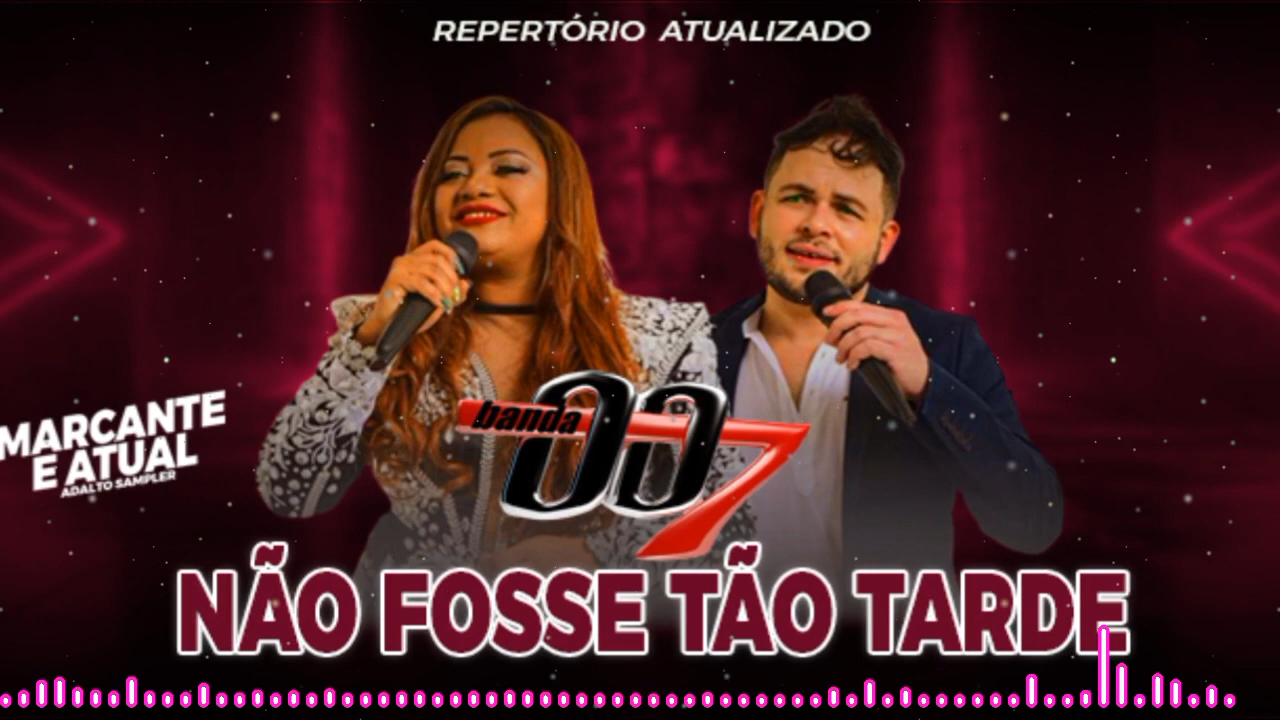 REPERTÓRIO ATUALIZADO
MARCANTE
E ATUAL
ADALTO SAMPLER
banda 007
NÃO FOSSE TÃO TARDE